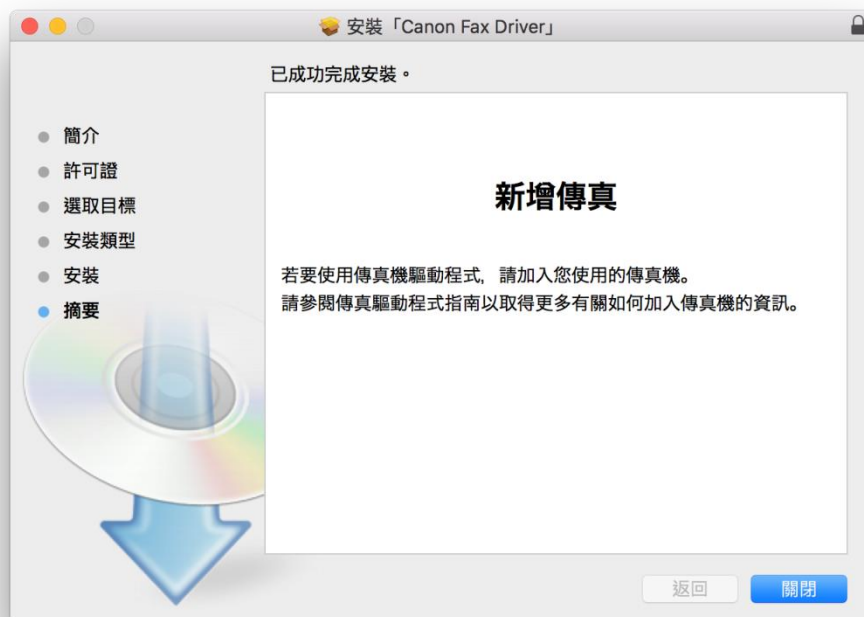 安裝「Canon Fax Driver」
已成功完成安裝。
簡介
許可證
選取目標
安裝類型
安裝
摘要
新增傳真
若要使用傳真機驅動程式，請加入您使用的傳真機。
請參閱傳真驅動程式指南以取得更多有關如何加入傳真機的資訊。
返回
關閉